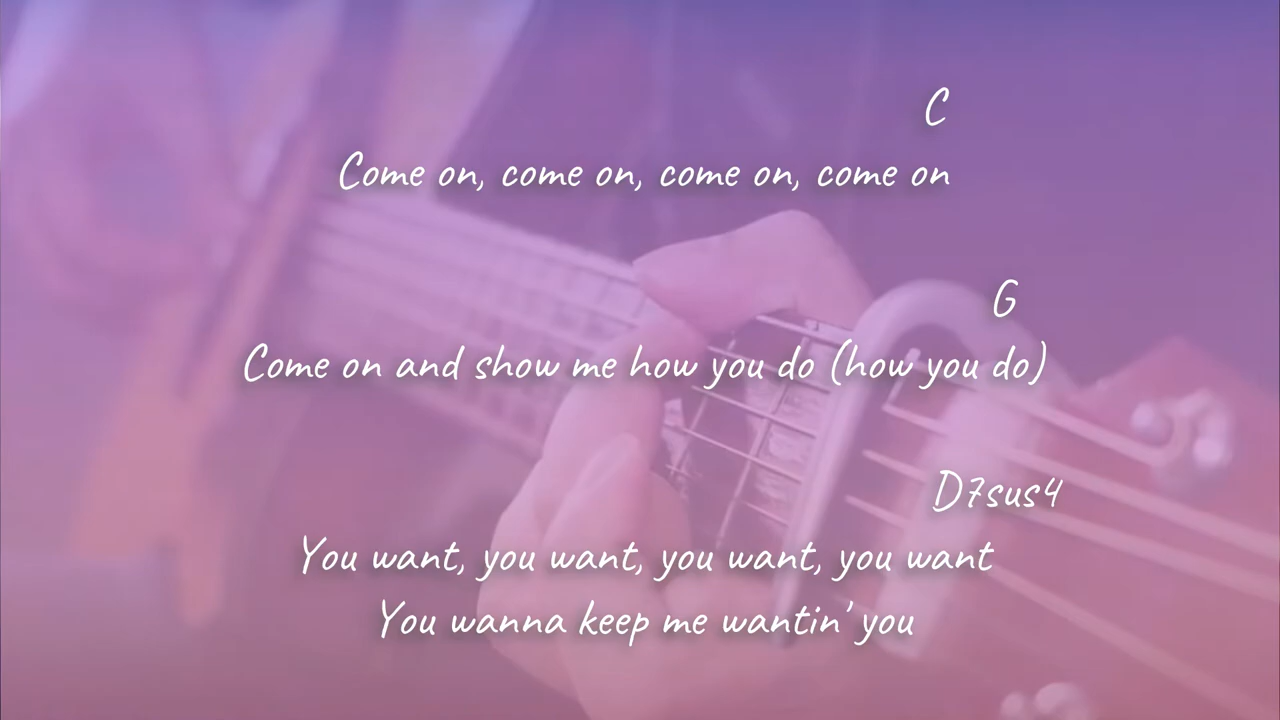 C
Come on, come on, come on, come on
G
Come on and show me how you do (how you do)
D7sus4
You want, you want, you want, you want
You wanna keep me wantin' you